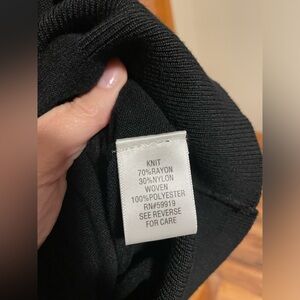 KNIT
70%RAYON
30%NYLON
WOVEN
100%POLYESTER
RN#59919
SEE REVERSE
FOR CARE